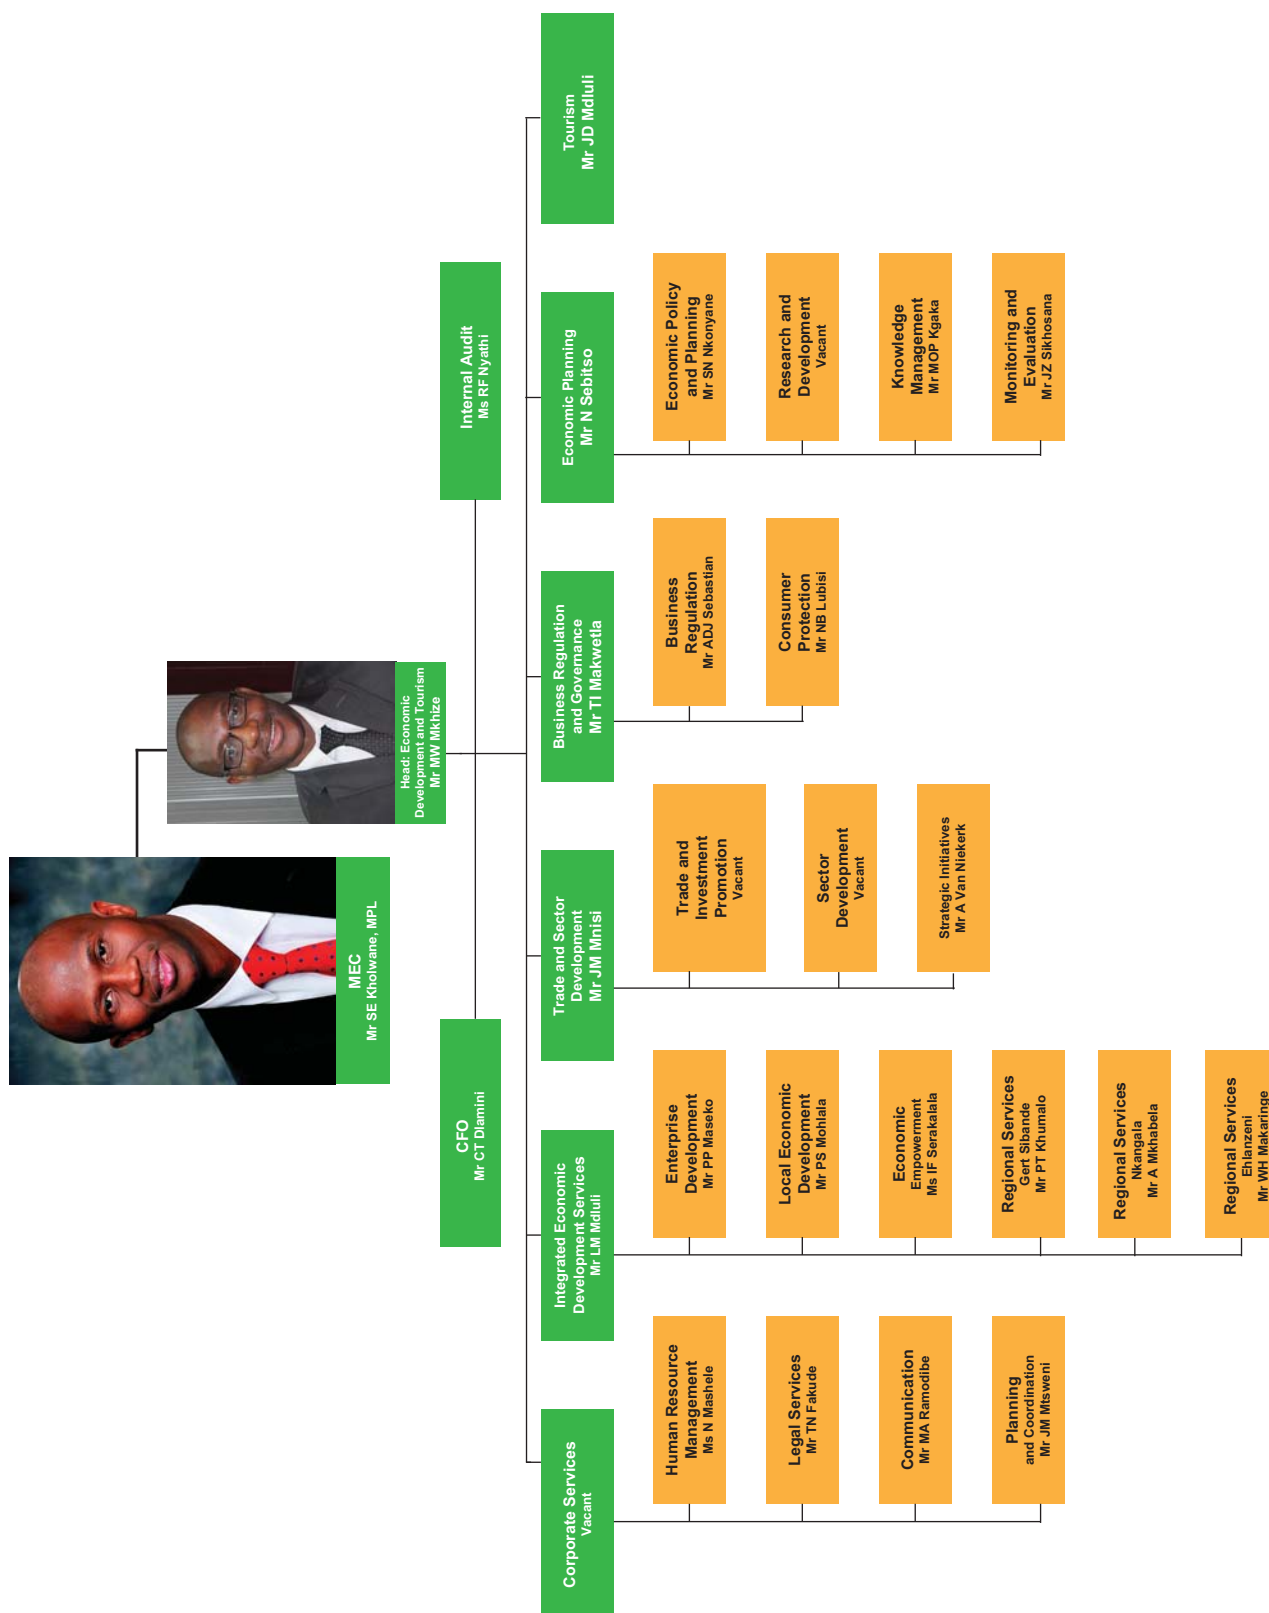 MEC
Mr SE Kholwane, MPL
Head: Economic
Development and Tourism
Mr MW Mkhize
CFO
Mr CT Dlamini
Internal Audit
Ms RF Nyathi
Corporate Services
Vacant
Integrated Economic
Development Services
Mr LM Mdluli
Trade and Sector
Development
Mr JM Mnisi
Business Regulation
and Governance
Mr TI Makwetla
Economic Planning
Mr N Sebitso
Tourism
Mr JD Mdluli
Human Resource
Management
Ms N Mashele
Legal Services
Mr TN Fakude
Communication
Mr MA Ramodibe
Planning
and Coordination
Mr JM Mtsweni
Enterprise
Development
Mr PP Maseko
Local Economic
Development
Mr PS Mohlala
Economic
Empowerment
Ms IF Serakalala
Regional Services
Gert Sibande
Mr PT Khumalo
Regional Services
Nkangala
Mr A Mkhabela
Regional Services
Ehlanzeni
Mr WH Makaringe
Trade and
Investment
Promotion
Vacant
Sector
Development
Vacant
Strategic Initiatives
Mr A Van Niekerk
Business
Regulation
Mr ADJ Sebastian
Consumer
Protection
Mr NB Lubisi
Economic Policy
and Planning
Mr SN Nkonyane
Research and
Development
Vacant
Knowledge
Management
Mr MOP Kgaka
Monitoring and
Evaluation
Mr JZ Sikhosana